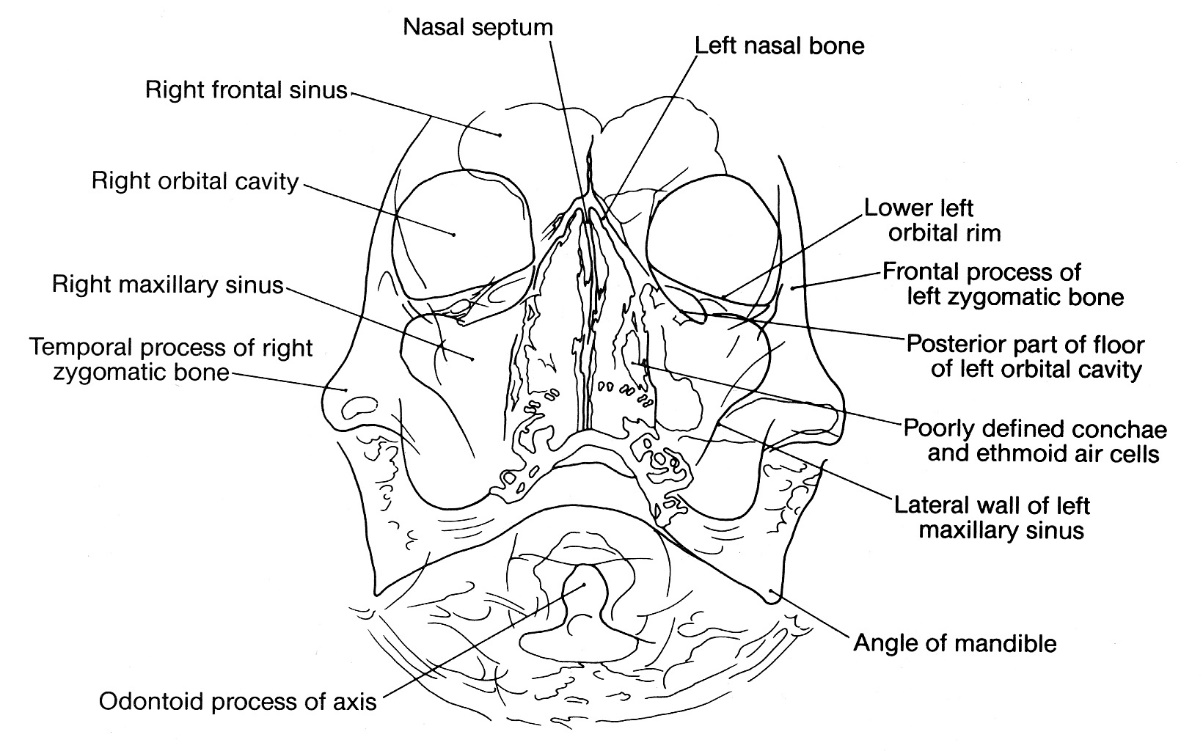 Nasal septum
Left nasal bone
Right frontal sinus
Right orbital cavity
Lower left
orbital rim
Frontal process of
left zygomatic bone
Right maxillary sinus
Posterior part of floor
of left orbital cavity
Temporal process of right
zygomatic bone
Poorly defined conchae
and ethmoid air cells
Lateral wall of left
maxillary sinus
Angle of mandible
Odontoid process of axis